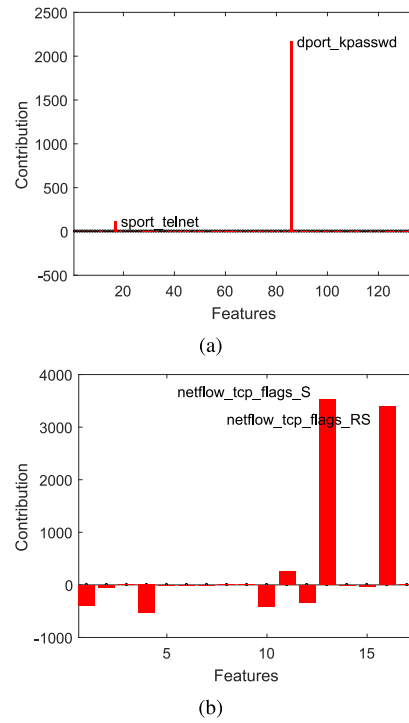 2500
2000
1500
1000
500
0
-500
Contribution
dport_kpasswd
sport_telnet
20 40 60 80 100 120
Features
(a)
4000
3000
2000
1000
0
-1000
Contribution
netflow_tcp_flags_S
netflow_tcp_flags_RS
5 10 15
Features
(b)